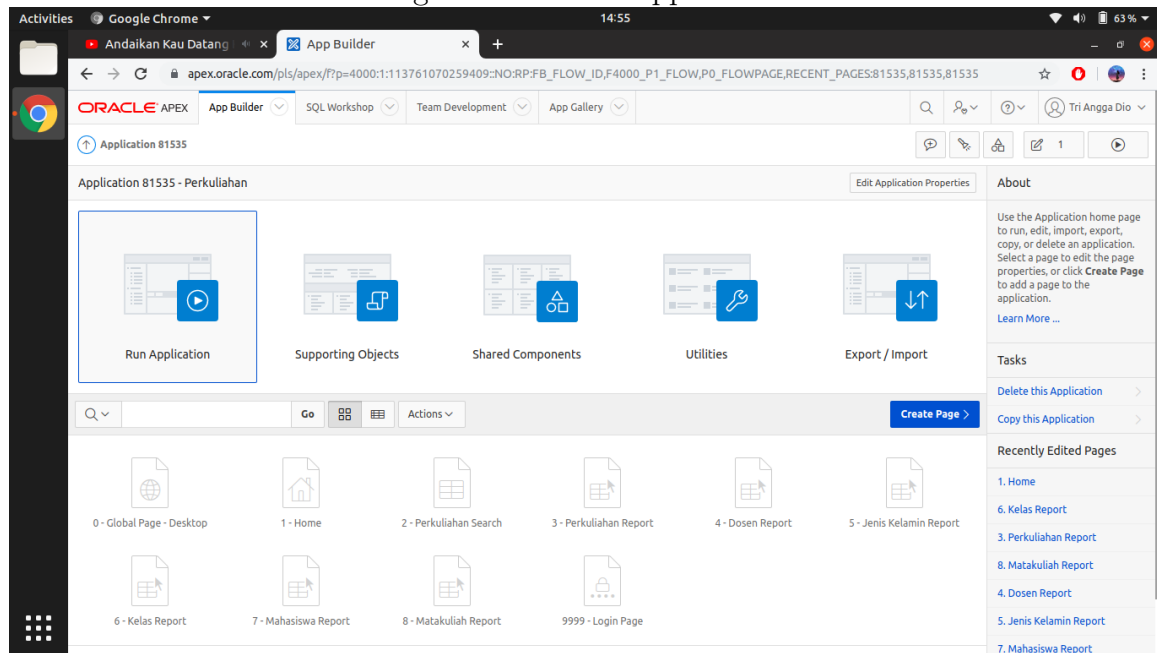 Activities Google Chrome 14:55 63 %
Andaikan Kau Datang App Builder
apex.oracle.com/pls/apex/f?p=4000:1:113761070259409::NO:RP:FB_FLOW_ID,F4000_P1_FLOW,P0_FLOWPAGE,RECENT_PAGES:81535,81535,81535
ORACLE APEX App Builder SQL Workshop Team Development App Gallery Tri Angga Dio
Application 81535 1
Application 81535 - Perkuliahan Edit Application Properties
Run Application Supporting Objects Shared Components Utilities Export / Import
Go Actions Create Page
0 - Global Page - Desktop 1 - Home 2 - Perkuliahan Search 3 - Perkuliahan Report 4 - Dosen Report 5 - Jenis Kelamin Report
6 - Kelas Report 7 - Mahasiswa Report 8 - Matakuliah Report 9999 - Login Page
About
Use the Application home page
to run, edit, import, export,
copy, or delete an application.
Select a page to edit the page
properties, or click Create Page
to add a page to the
application.
Learn More ...
Tasks
Delete this Application
Copy this Application
Recently Edited Pages
1. Home
6. Kelas Report
3. Perkuliahan Report
8. Matakuliah Report
4. Dosen Report
5. Jenis Kelamin Report
7. Mahasiswa Report